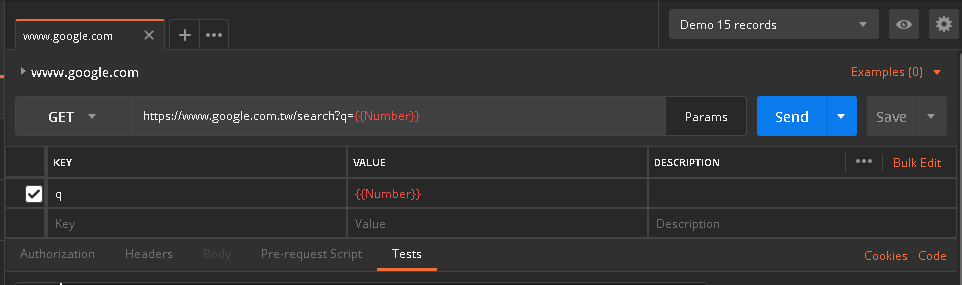 www.google.com
Demo 15 records
www.google.com
Examples (0)
GET https://www.google.com.tw/search?q={{Number}} Params Send Save
KEY VALUE DESCRIPTION Bulk Edit
q {{Number}}
Key Value Description
Authorization Headers Body Pre-request Script Tests Cookies Code